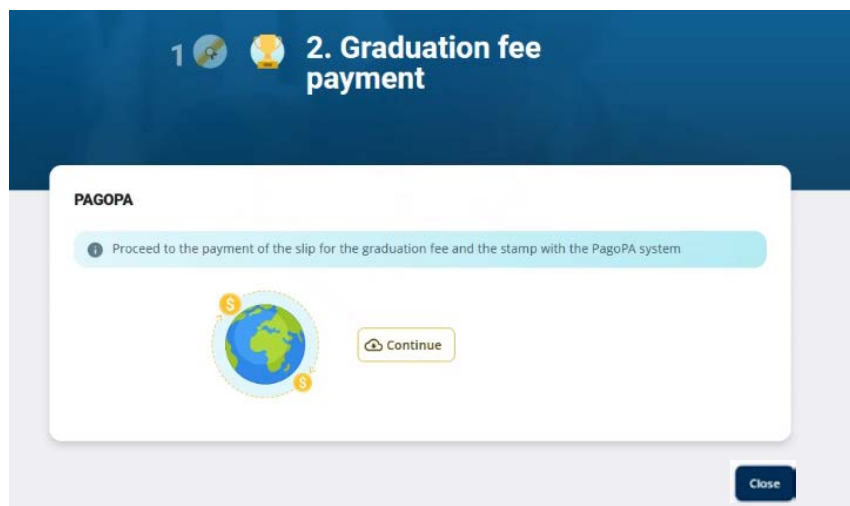 1
2. Graduation fee
payment
PAGOPA
Proceed to the payment of the slip for the graduation fee and the stamp with the PagoPA system
$
Continue
$
Close